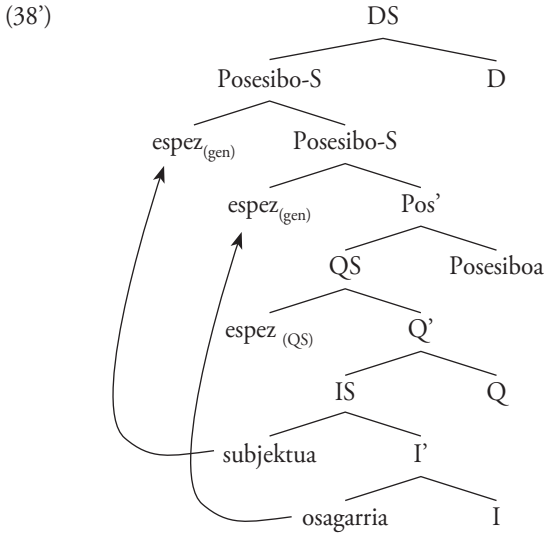 (38’) DS
Posesibo-S D
espez(gen) Posesibo-S
espez(gen) Pos’
QS Posesiboa
espez (QS) Q’
IS Q
subjektua I’
osagarria I